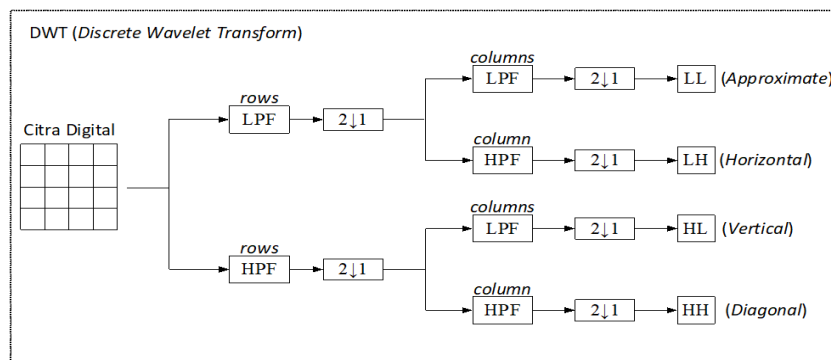 DWT (Discrete Wavelet Transform)
columns
LPF
2↓1
LL (Approximate)
rows
LPF
2↓1
Citra Digital
column
HPF
2↓1
LH (Horizontal)
columns
LPF
2↓1
HL (Vertical)
rows
HPF
2↓1
column
HPF
2↓1
HH (Diagonal)